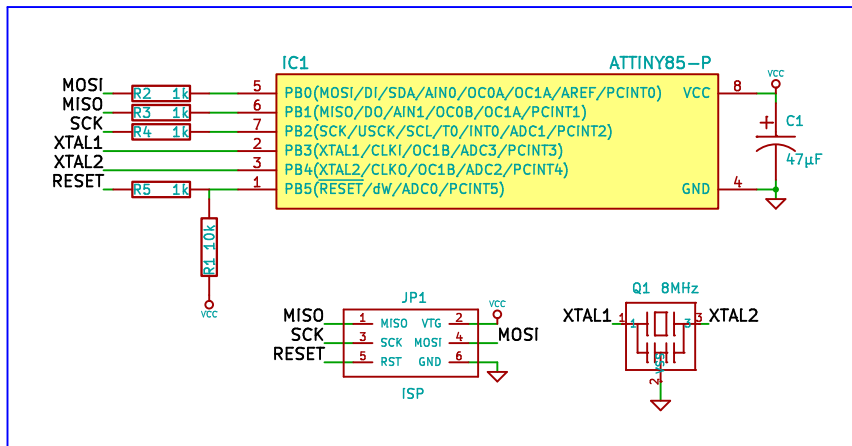 IC1 ATTINY85-P
MOSI R2 1k 5 PB0(MOSI/DI/SDA/AIN0/OC0A/OC1A/AREF/PCINT0) VCC 8 VCC
MISO R3 1k 6 PB1(MISO/DO/AIN1/OC0B/OC1A/PCINT1)
SCK R4 1k 7 PB2(SCK/USCK/SCL/T0/INT0/ADC1/PCINT2)
C1
XTAL1 2 PB3(XTAL1/CLKI/OC1B/ADC3/PCINT3)
47µF
XTAL2 3 PB4(XTAL2/CLKO/OC1B/ADC2/PCINT4)
RESET R5 1k 1 PB5(RESET/dW/ADC0/PCINT5) GND 4
R1 10k
VCC
JP1
MISO 1 MISO VTG 2 VCC
SCK 3 SCK MOSI 4 MOSI
RESET 5 RST GND 6
ISP
Q1 8MHz
XTAL1 1 1 3 3 XTAL2
VSS
2